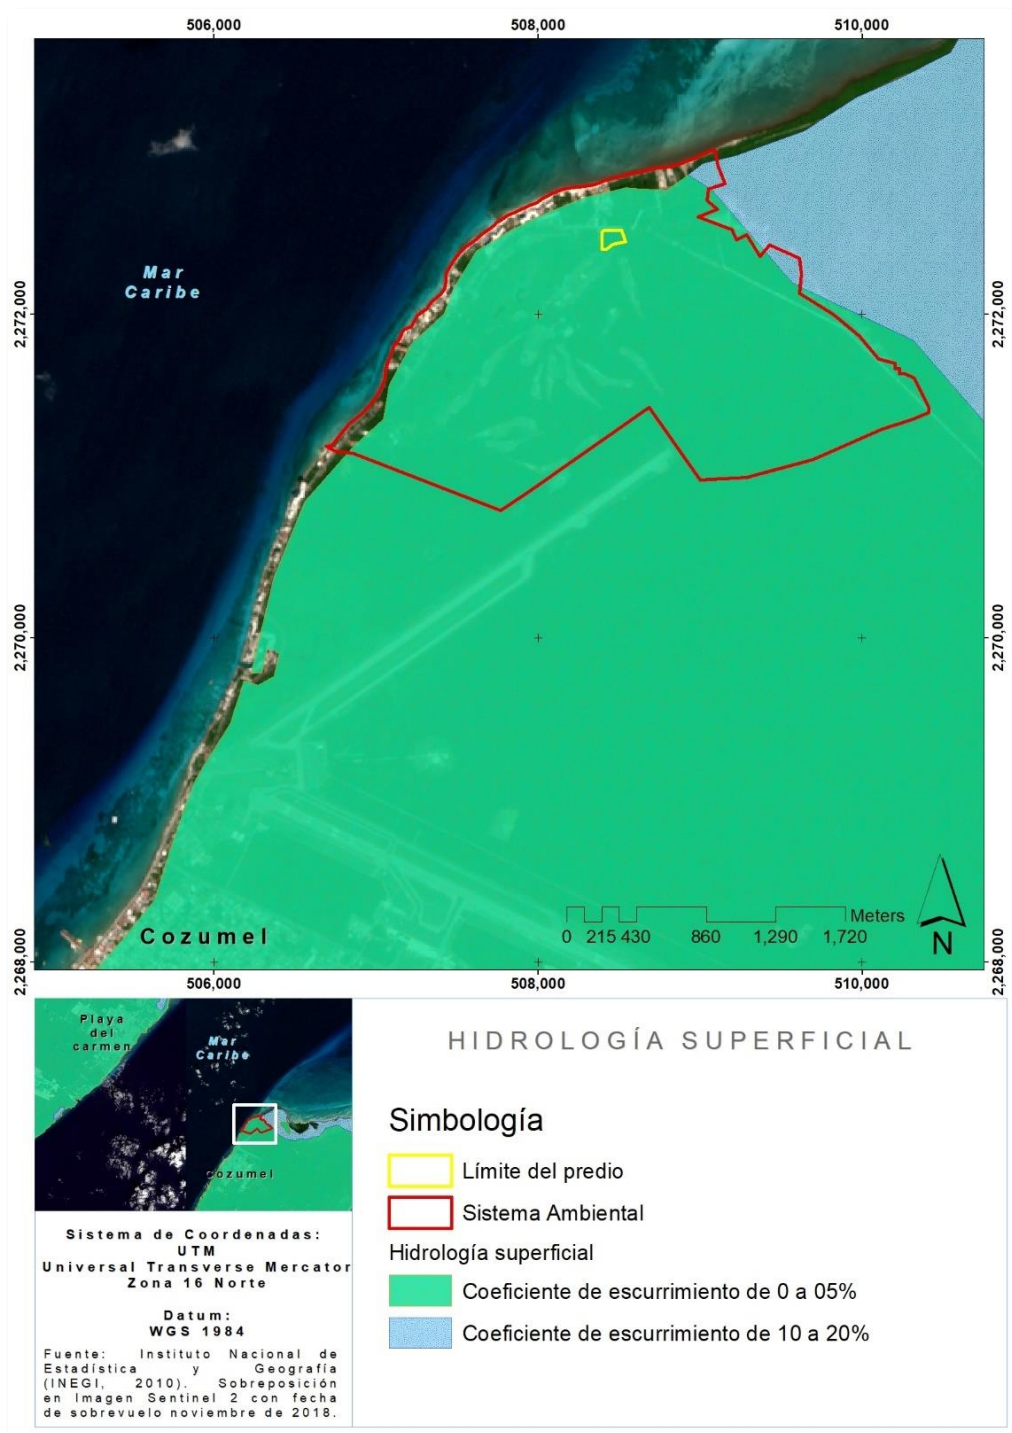 506,000 508,000 510,000
Mar
Caribe
2,272,000 2,272,000
2,270,000 2,270,000
2,268,000 2,268,000
Cozumel
Meters
0 215 430 860 1,290 1,720
N
506,000 508,000 510,000
Playa
del
carmen
Mar
Caribe
cozumel
Sistema de Coordenadas:
UTM
Universal Transverse Mercator
Zona 16 Norte
Datum:
WGS 1984
Fuente: Instituto Nacional de
Estadística y Geografía
(INEGI, 2010). Sobreposición
en Imagen Sentinel 2 con fecha
de sobrevuelo noviembre de 2018.
HIDROLOGÍA SUPERFICIAL
Simbología
Límite del predio
Sistema Ambiental
Hidrología superficial
Coeficiente de escurrimiento de 0 a 05%
Coeficiente de escurrimiento de 10 a 20%